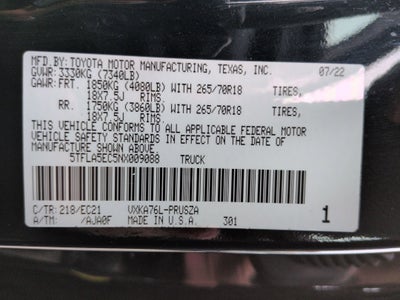 MFD.BY: TOYOTA MOTOR MANUFACTURING, TEXAS, INC. 07/22
GVWR: 3330KG (7340LB)
GAWR: FRT. 1850KG (4080LB) WITH 265/70R18 TIRES,
18X7.5J RIMS.
RR. 1750KG (3860LB) WITH 265/70R18 TIRES,
18X7.5J RIMS.
THIS VEHICLE CONFORMS TO ALL APPLICABLE FEDERAL MOTOR
VEHICLE SAFETY STANDARDS IN EFFECT ON THE DATE OF
MANUFACTURE SHOWN ABOVE.
5TFLA5EC5NX009088 TRUCK
C/TR: 218/EC21 VXKA76L-PRUSZA
A/TM: /AJA0F MADE IN U.S.A. 301 1